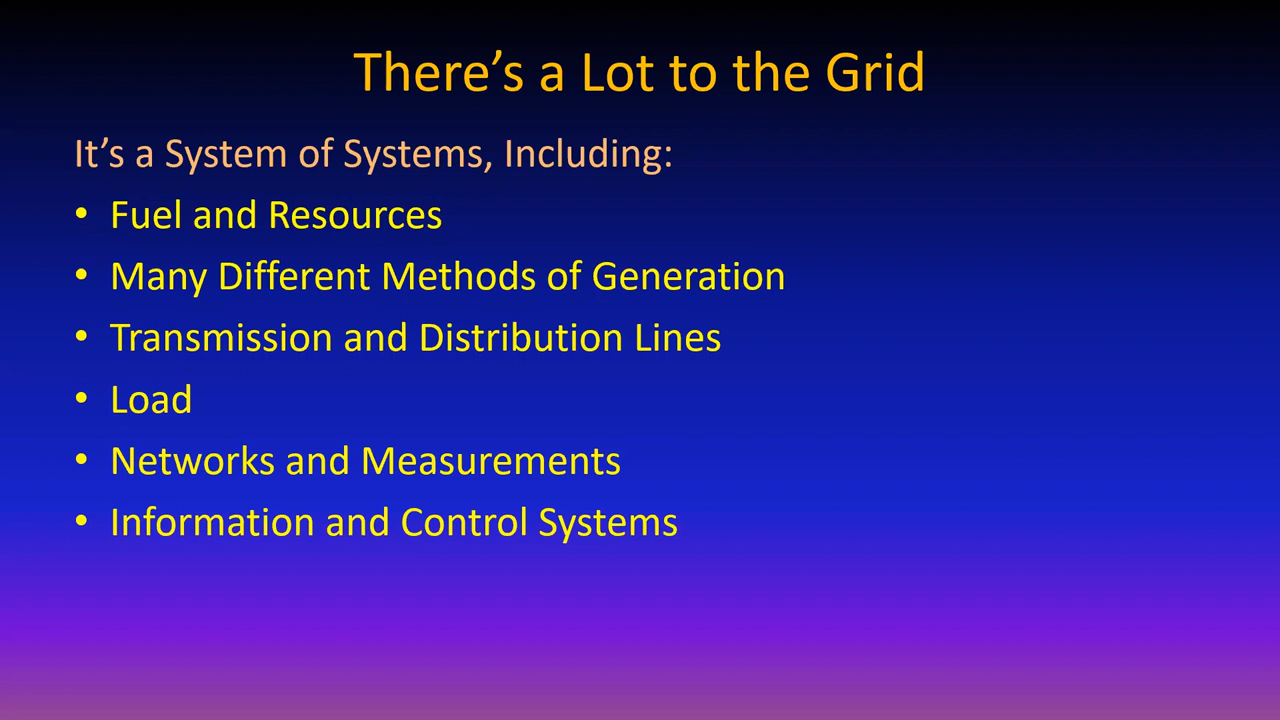 There’s a Lot to the Grid
It’s a System of Systems, Including:
• Fuel and Resources
• Many Different Methods of Generation
• Transmission and Distribution Lines
• Load
• Networks and Measurements
• Information and Control Systems